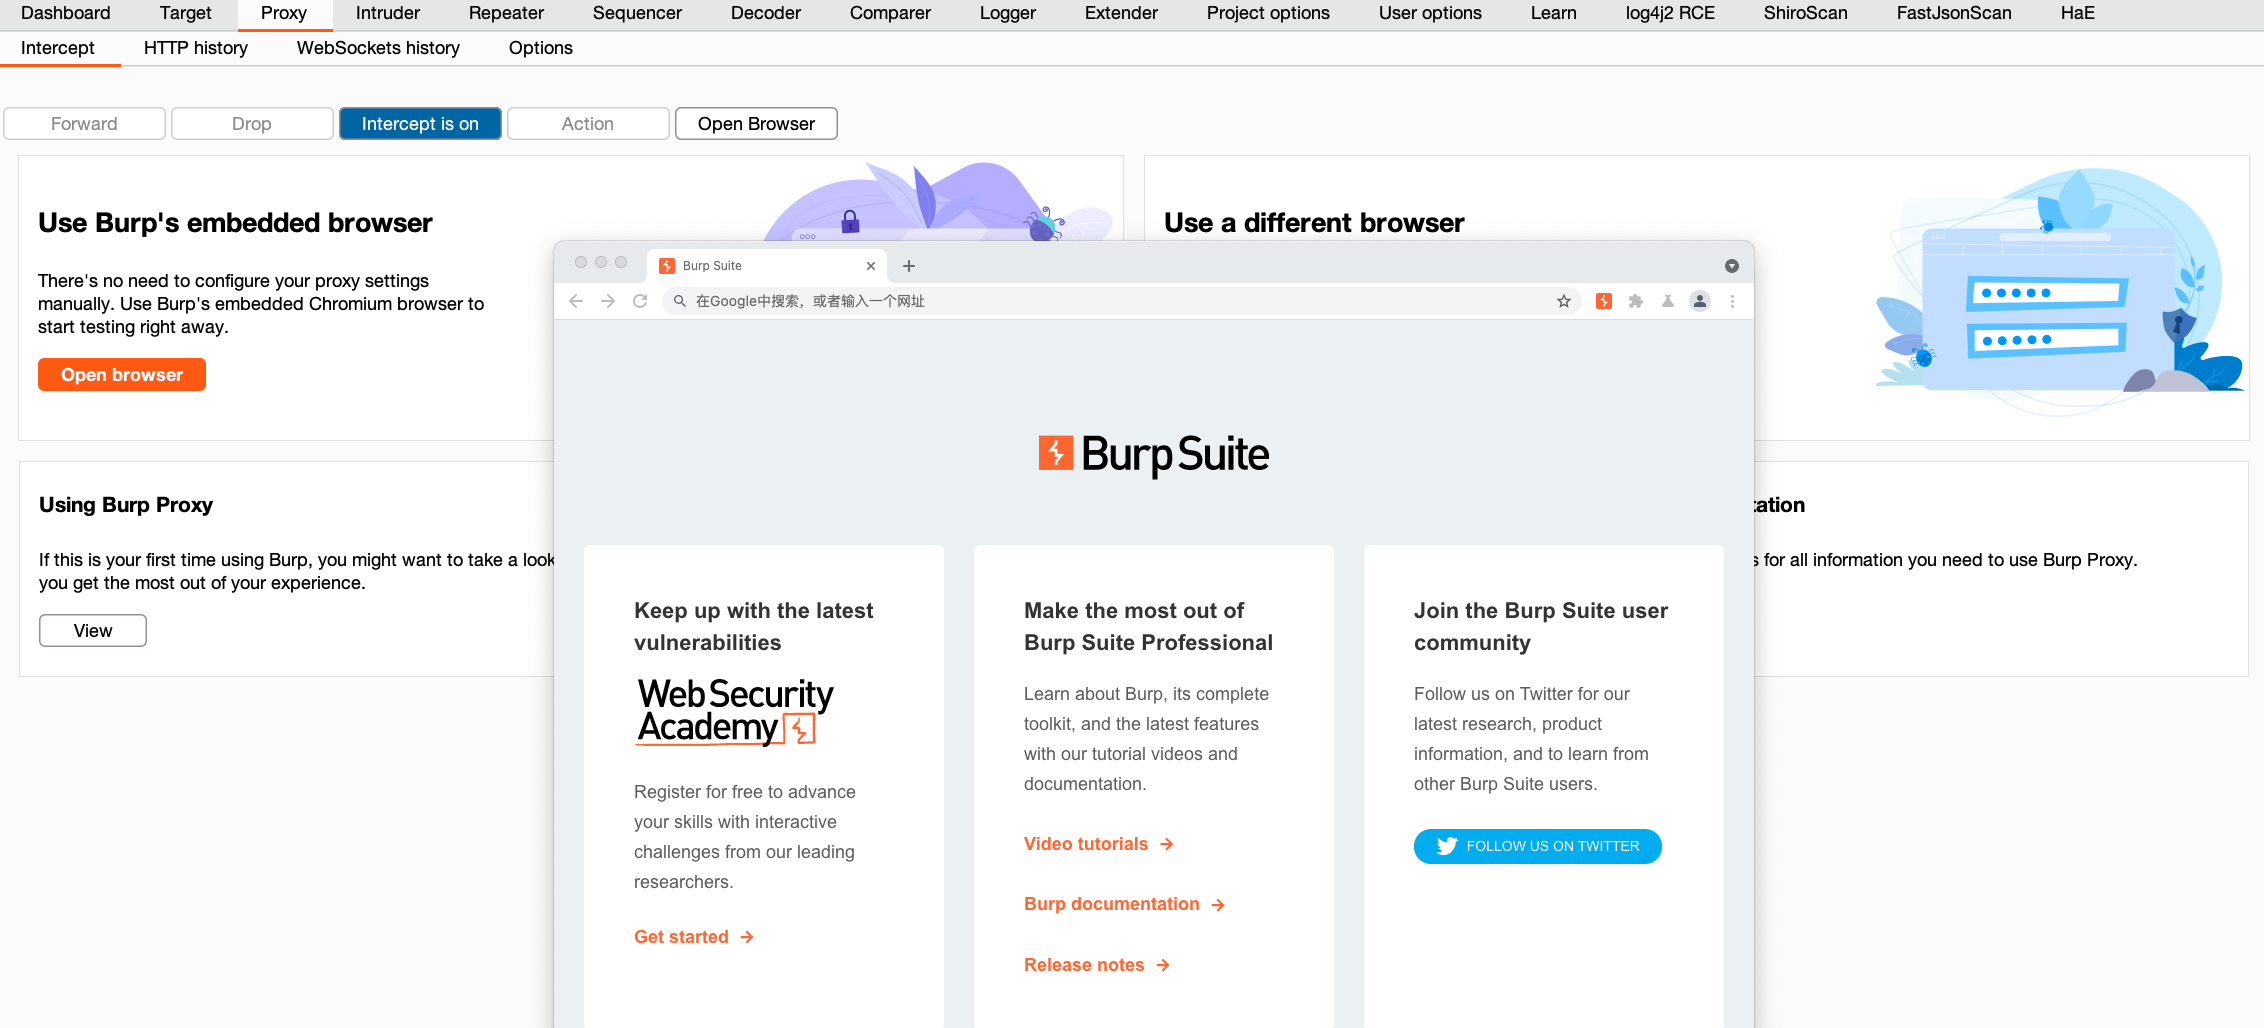 Dashboard Target Proxy Intruder Repeater Sequencer Decoder Comparer Logger Extender Project options User options Learn log4j2 RCE ShiroScan FastJsonScan HaE
Intercept HTTP history WebSockets history Options
Forward Drop Intercept is on Action Open Browser
Use Burp's embedded browser
There's no need to configure your proxy settings
manually. Use Burp's embedded Chromium browser to
start testing right away.
Open browser
Use a different browser
Using Burp Proxy
If this is your first time using Burp, you might want to take a look
you get the most out of your experience.
View
tation
s for all information you need to use Burp Proxy.
Burp Suite
在Google中搜索，或者输入一个网址
Burp Suite
Keep up with the latest
vulnerabilities
Web Security
Academy
Register for free to advance
your skills with interactive
challenges from our leading
researchers.
Get started
Make the most out of
Burp Suite Professional
Learn about Burp, its complete
toolkit, and the latest features
with our tutorial videos and
documentation.
Video tutorials
Burp documentation
Release notes
Join the Burp Suite user
community
Follow us on Twitter for our
latest research, product
information, and to learn from
other Burp Suite users.
FOLLOW US ON TWITTER